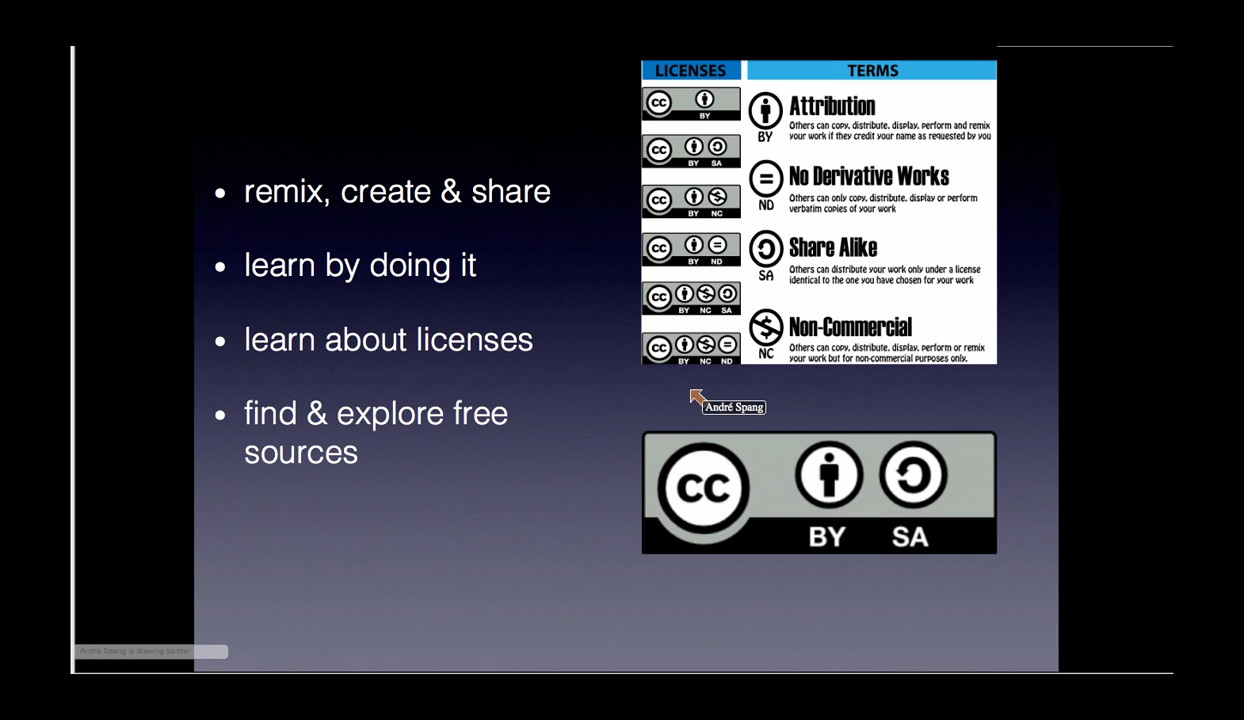 • remix, create & share
• learn by doing it
• learn about licenses
• find & explore free
sources
LICENSES
TERMS
cc BY
cc BY SA
cc BY NC
cc BY ND
cc BY NC SA
cc BY NC ND
BY
Attribution
Others can copy, distribute, display, perform and remix
your work if they credit your name as requested by you
ND
No Derivative Works
Others can only copy, distribute, display or perform
verbatim copies of your work
SA
Share Alike
Others can distribute your work only under a license
identical to the one you have chosen for your work
NC
Non-Commercial
Others can copy, distribute, display, perform or remix
your work but for non-commercial purposes only.
André Spang
cc BY SA
André Spang is drawing pointer